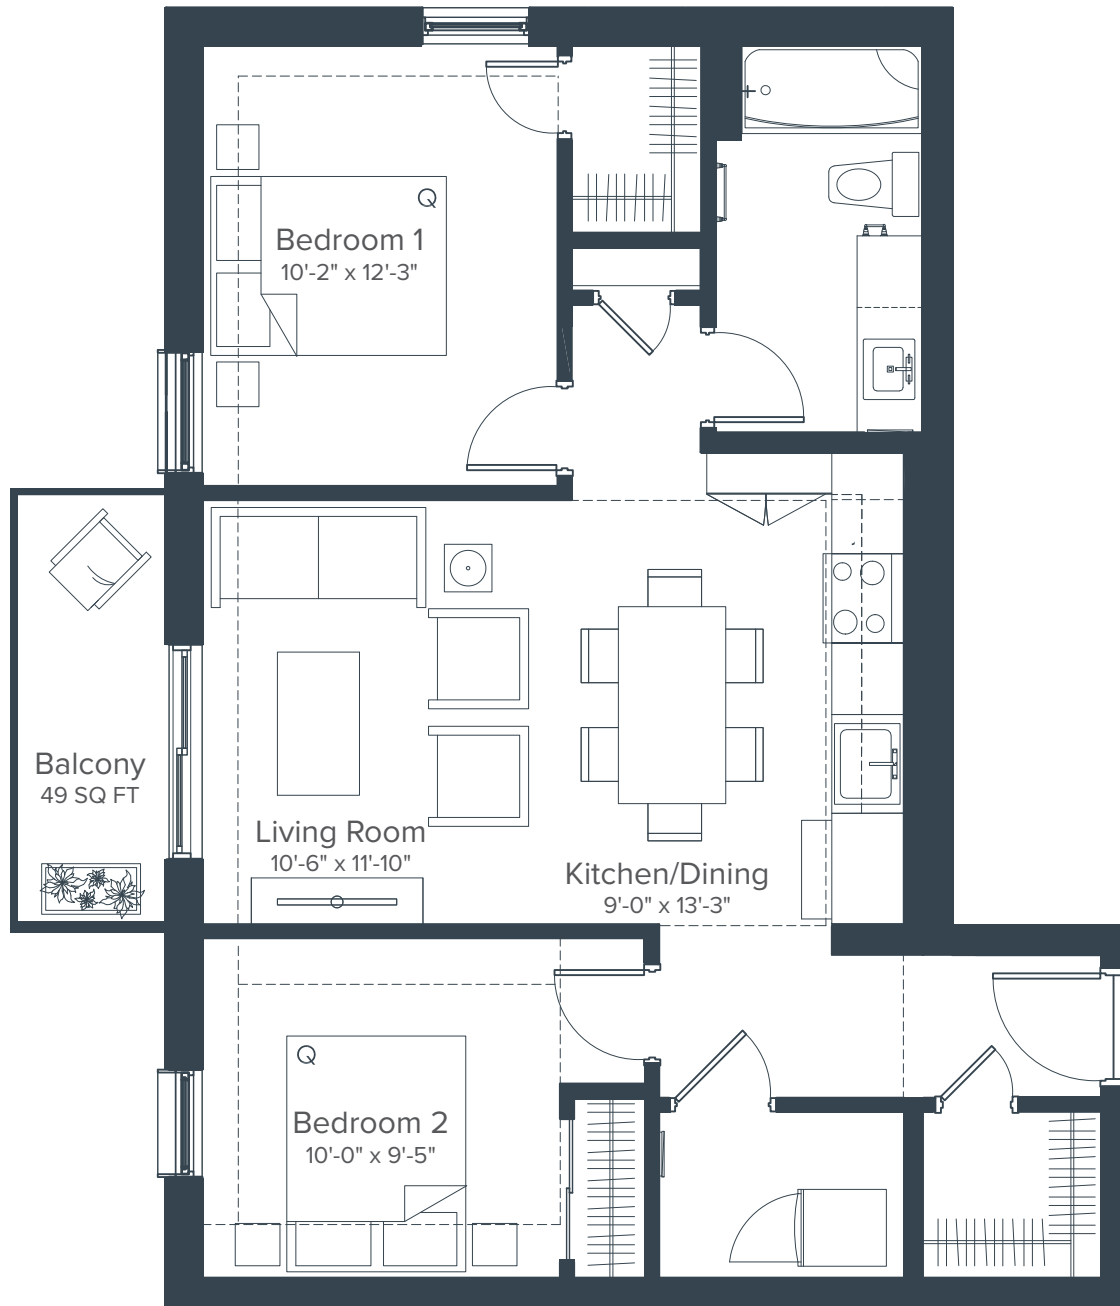 Q
Bedroom 1
10'-2" x 12'-3"
Balcony
49 SQ FT
Living Room
10'-6" x 11'-10"
Kitchen/Dining
9'-0" x 13'-3"
Q
Bedroom 2
10'-0" x 9'-5"